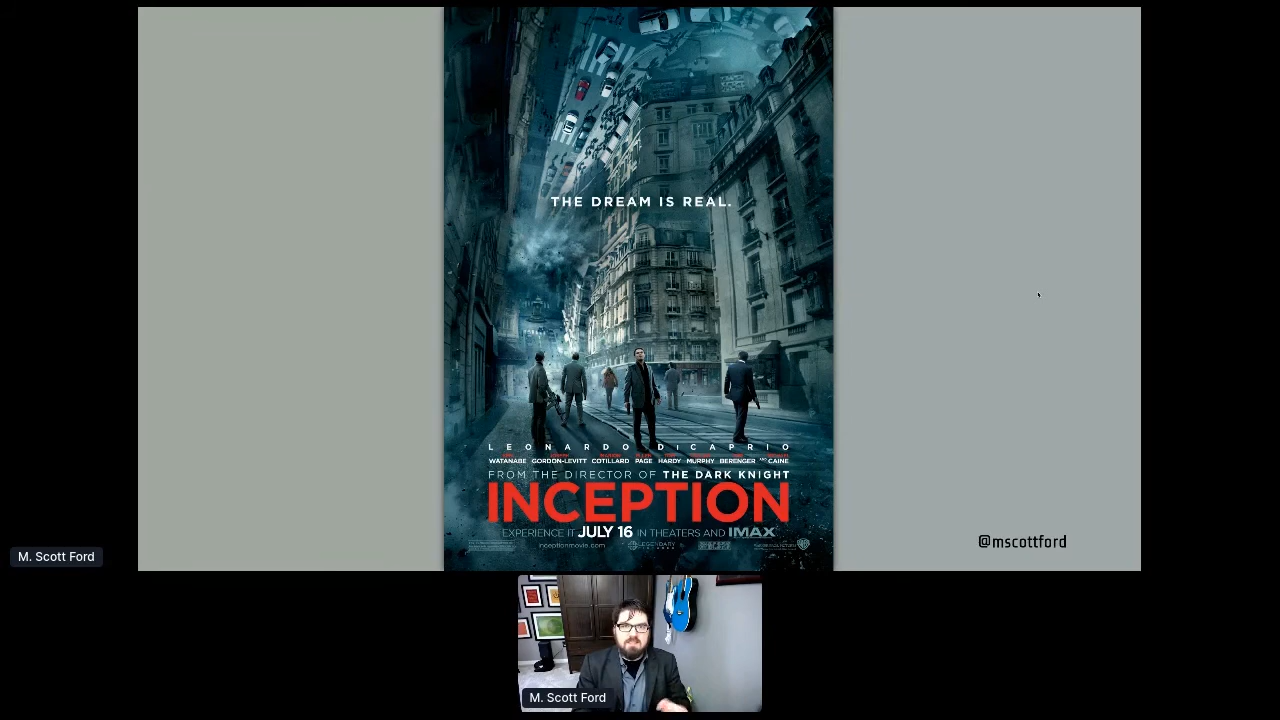 THE DREAM IS REAL.
LEONARDO DiCAPRIO
WATANABE GORDON-LEVITT COTILLARD PAGE HARDY MURPHY BERENGER AND CAINE
FROM THE DIRECTOR OF THE DARK KNIGHT
INCEPTION
EXPERIENCE IT JULY 16 IN THEATERS AND IMAX
inceptionmovie.com LEGENDARY
@mscottford
M. Scott Ford
M. Scott Ford